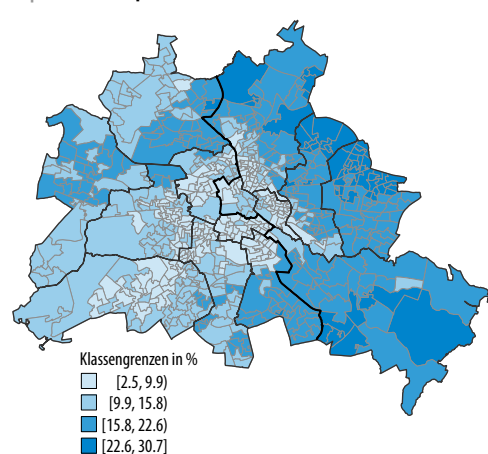 Klassengrenzen in %
[2.5, 9.9)
[9.9, 15.8)
[15.8, 22.6)
[22.6, 30.7]